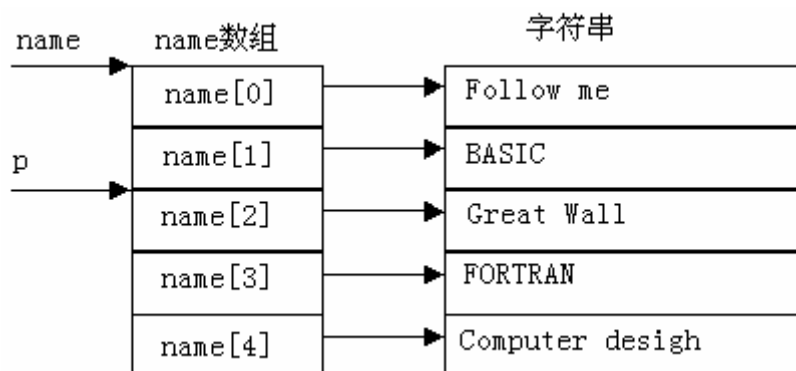 name name数组 字符串
name[0] Follow me
name[1] BASIC
p
name[2] Great Wall
name[3] FORTRAN
name[4] Computer desigh